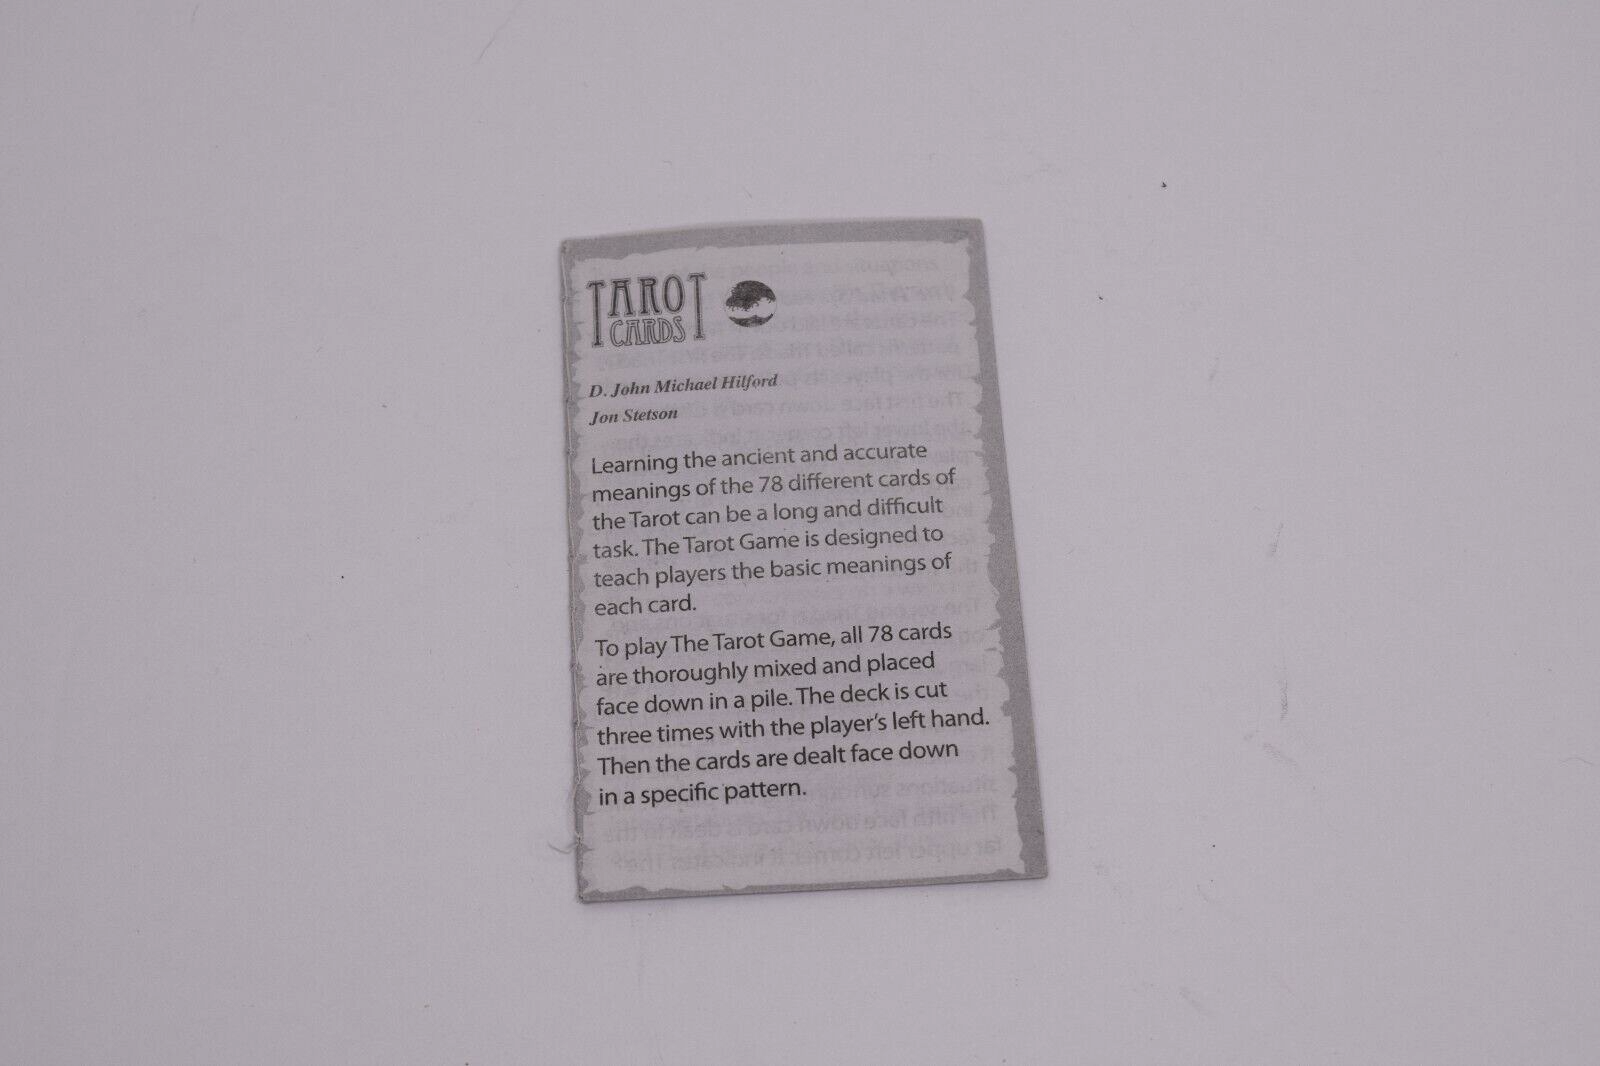 TAROT
CARDS
D. John Michael Hilford
Jon Stetson
Learning the ancient and accurate
meanings of the 78 different cards of
the Tarot can be a long and difficult
task. The Tarot Game is designed to
teach players the basic meanings of
each card.
To play The Tarot Game, all 78 cards
are thoroughly mixed and placed
face down in a pile. The deck is cut
three times with the player's left hand.
Then the cards are dealt face down
in a specific pattern.